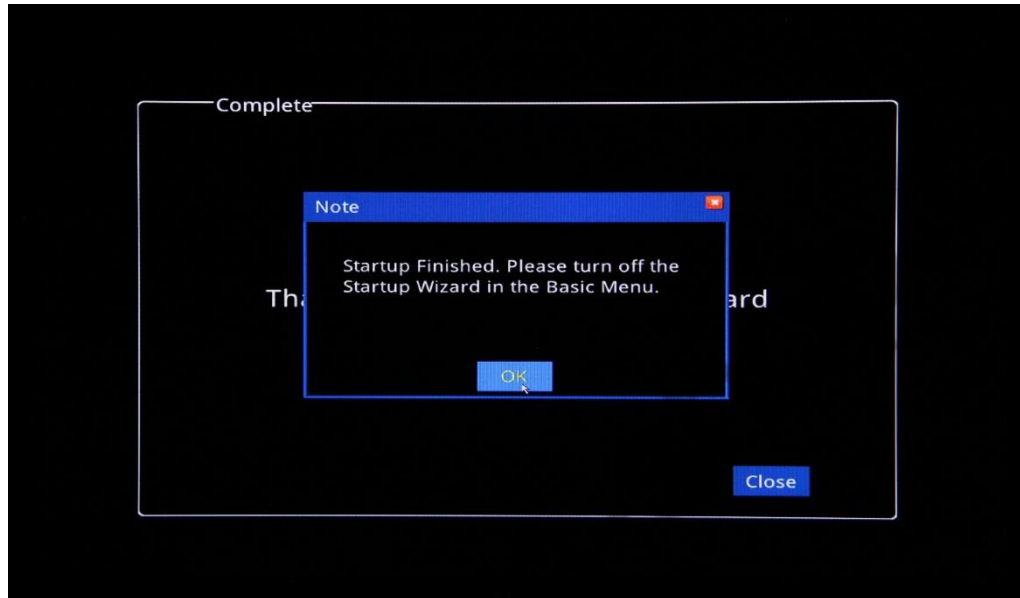 Complete
Note
Startup Finished. Please turn off the
Startup Wizard in the Basic Menu.
OK
Close